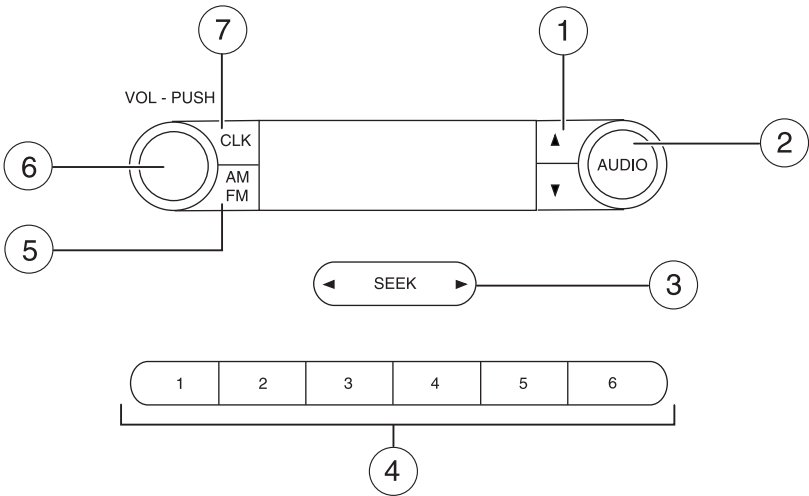 7
1
VOL - PUSH
CLK
▲
2
6
AUDIO
AM
FM
▼
5
◄ SEEK ►
3
1 2 3 4 5 6
4